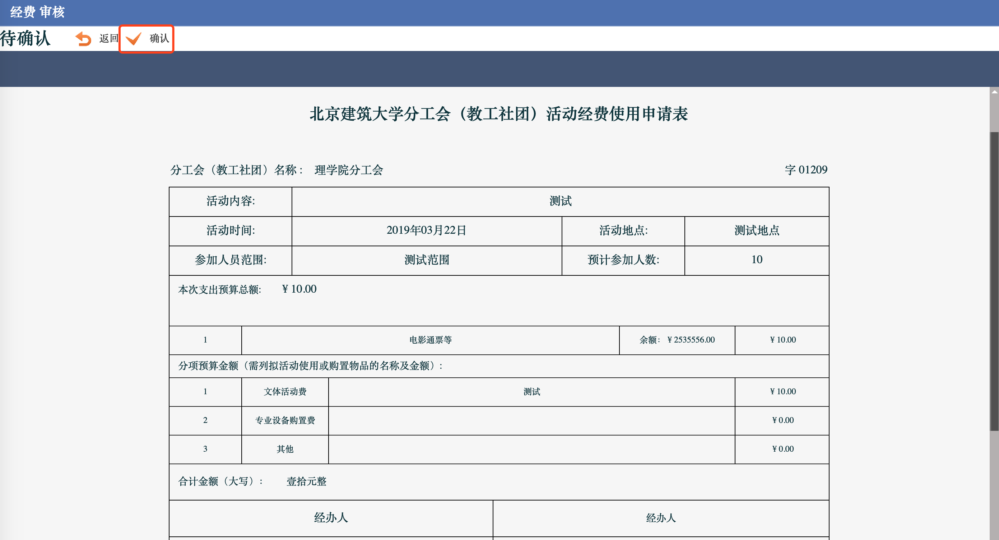 经费 审核
待确认 返回 确认
北京建筑大学分工会（教工社团）活动经费使用申请表
分工会（教工社团）名称： 理学院分工会 字 01209
活动内容: 测试
活动时间: 2019年03月22日 活动地点: 测试地点
参加人员范围: 测试范围 预计参加人数: 10
本次支出预算总额: ¥ 10.00
1 电影通票等 余额： ¥ 2535556.00 ¥ 10.00
分项预算金额（需列拟活动使用或购置物品的名称及金额）：
1 文体活动费 测试 ¥ 10.00
2 专业设备购置费 ¥ 0.00
3 其他 ¥ 0.00
合计金额（大写）： 壹拾元整
经办人 经办人